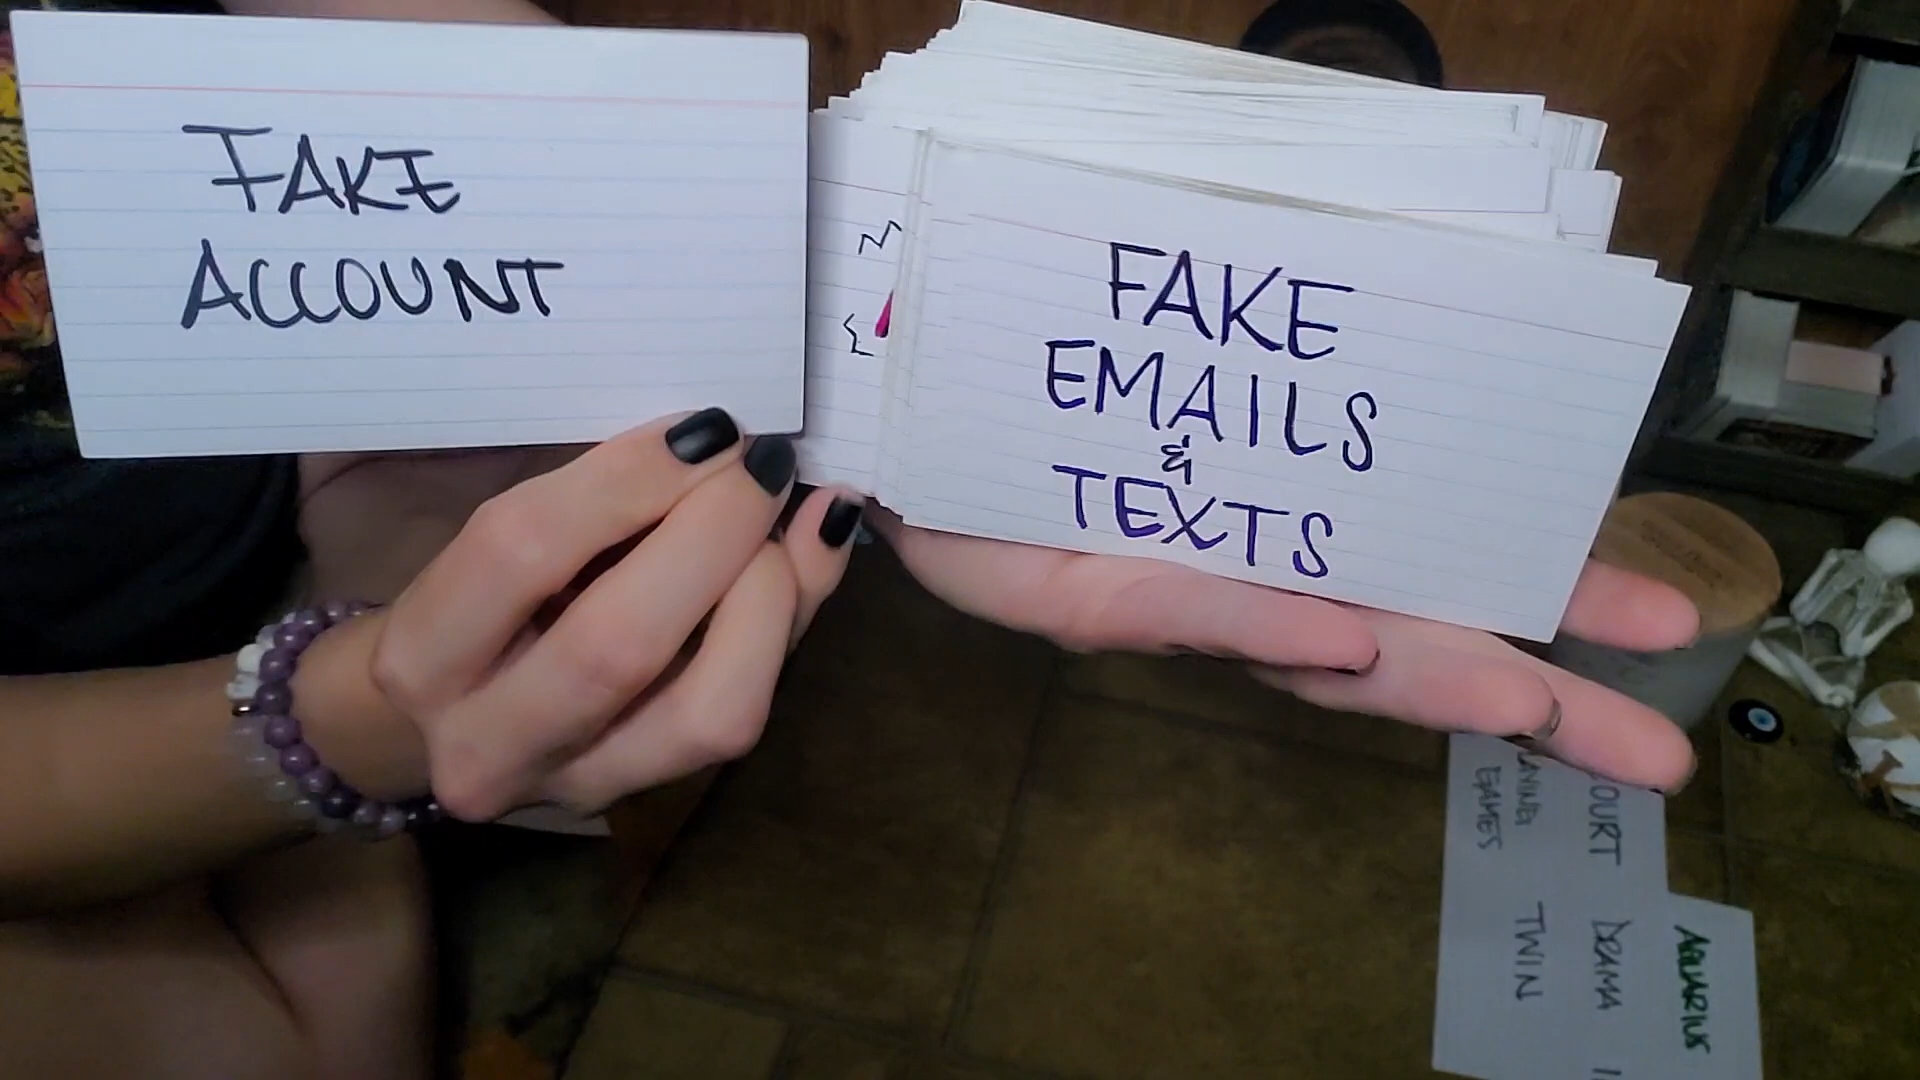 FAKE
ACCOUNT
FAKE
EMAILS
&
TEXTS
AQUARIUS
COURT DRAMA
GAMES TWIN